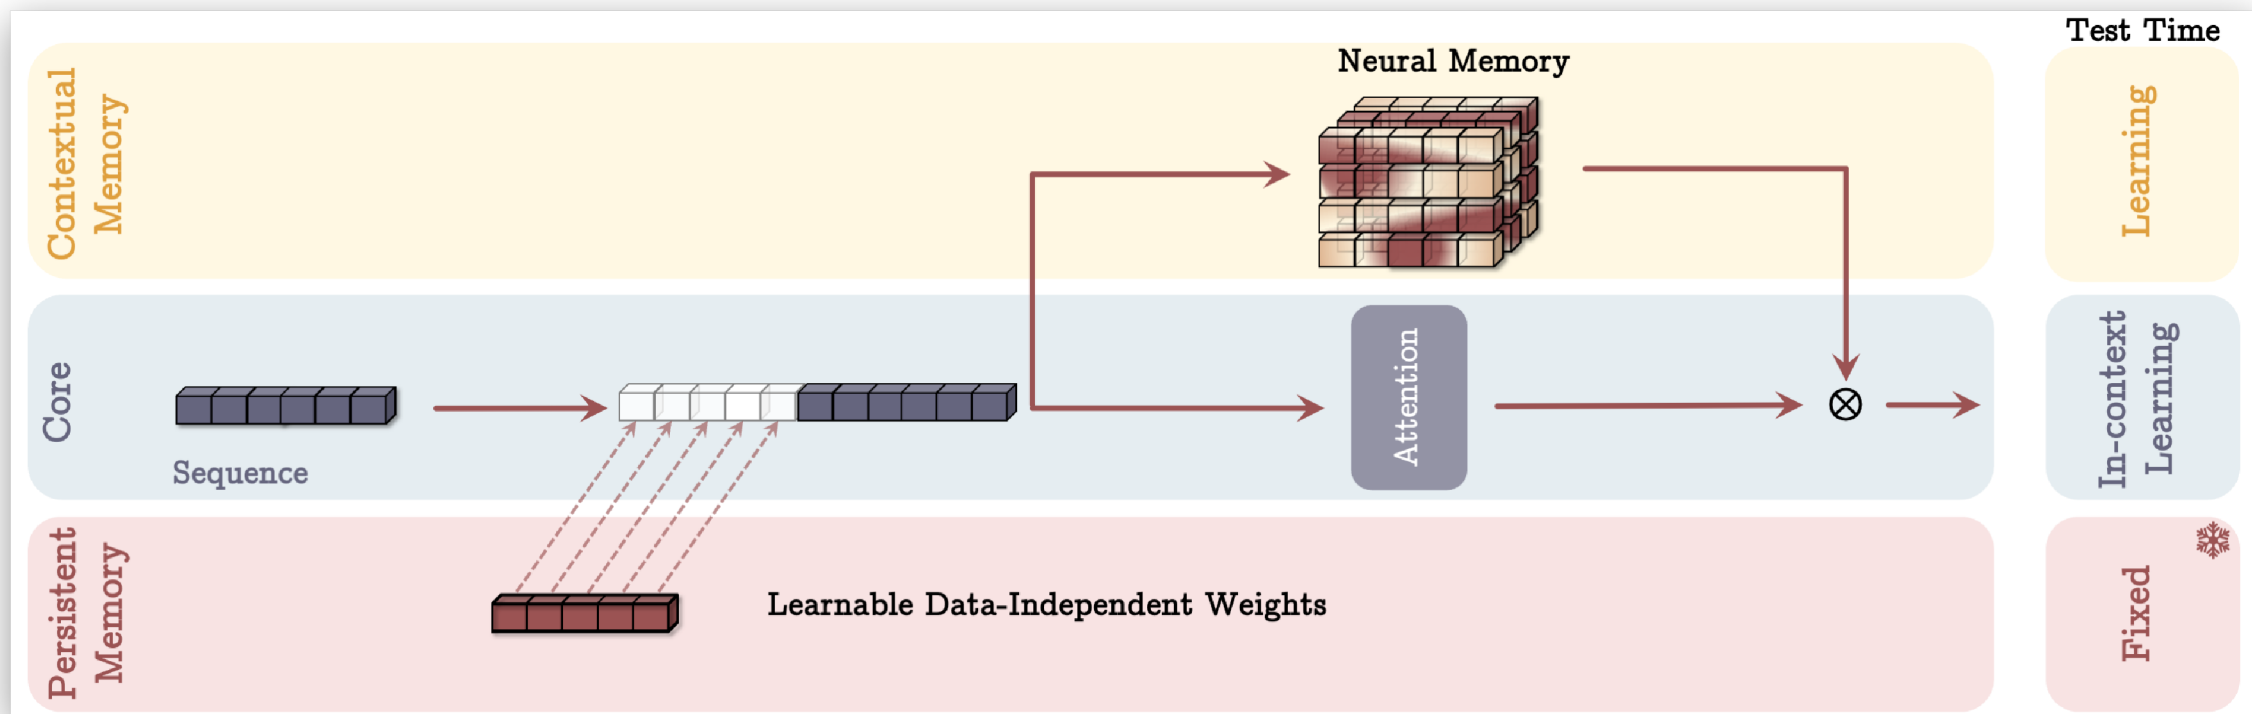 Test Time
Contextual
Memory
Neural Memory
Learning
Core
Sequence
Attention
In-context
Learning
Persistent
Memory
Learnable Data-Independent Weights
Fixed